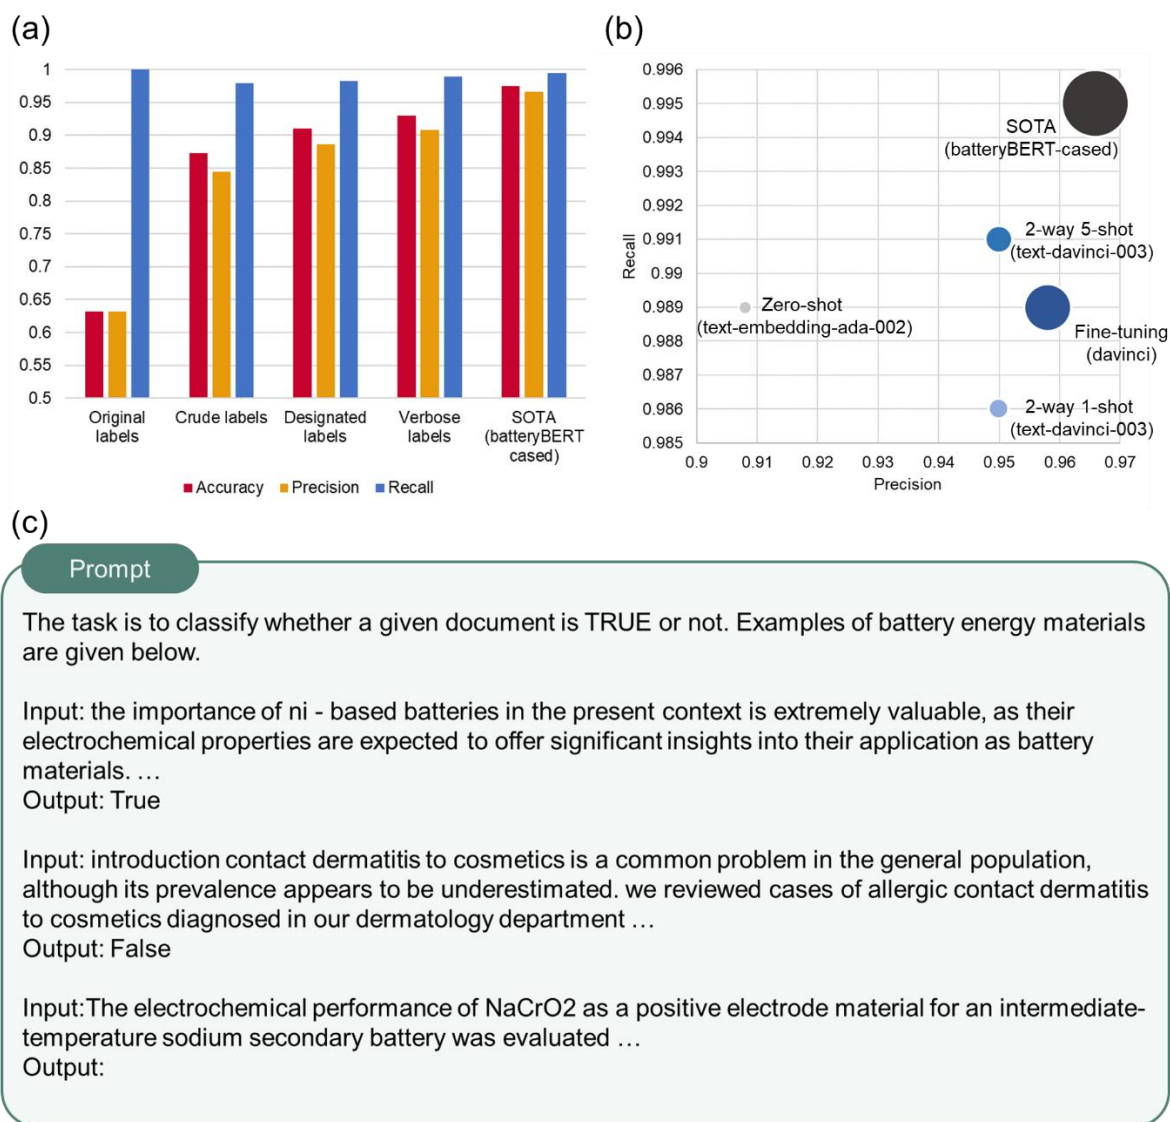 (a)
1
0.95
0.9
0.85
0.8
0.75
0.7
0.65
0.6
0.55
0.5
Original
labels
Crude labels
Designated
labels
Verbose
labels
SOTA
(batteryBERT
cased)
Accuracy
Precision
Recall
(b)
0.996
0.995
0.994
0.993
0.992
0.991
0.99
0.989
0.988
0.987
0.986
0.985
Recall
SOTA
(batteryBERT-cased)
2-way 5-shot
(text-davinci-003)
Zero-shot
(text-embedding-ada-002)
Fine-tuning
(davinci)
2-way 1-shot
(text-davinci-003)
0.9
0.91
0.92
0.93
0.94
0.95
0.96
0.97
Precision
(c)
Prompt
The task is to classify whether a given document is TRUE or not. Examples of battery energy materials
are given below.
Input: the importance of ni - based batteries in the present context is extremely valuable, as their
electrochemical properties are expected to offer significant insights into their application as battery
materials. …
Output: True
Input: introduction contact dermatitis to cosmetics is a common problem in the general population,
although its prevalence appears to be underestimated. we reviewed cases of allergic contact dermatitis
to cosmetics diagnosed in our dermatology department …
Output: False
Input:The electrochemical performance of NaCrO2 as a positive electrode material for an intermediate-
temperature sodium secondary battery was evaluated …
Output: